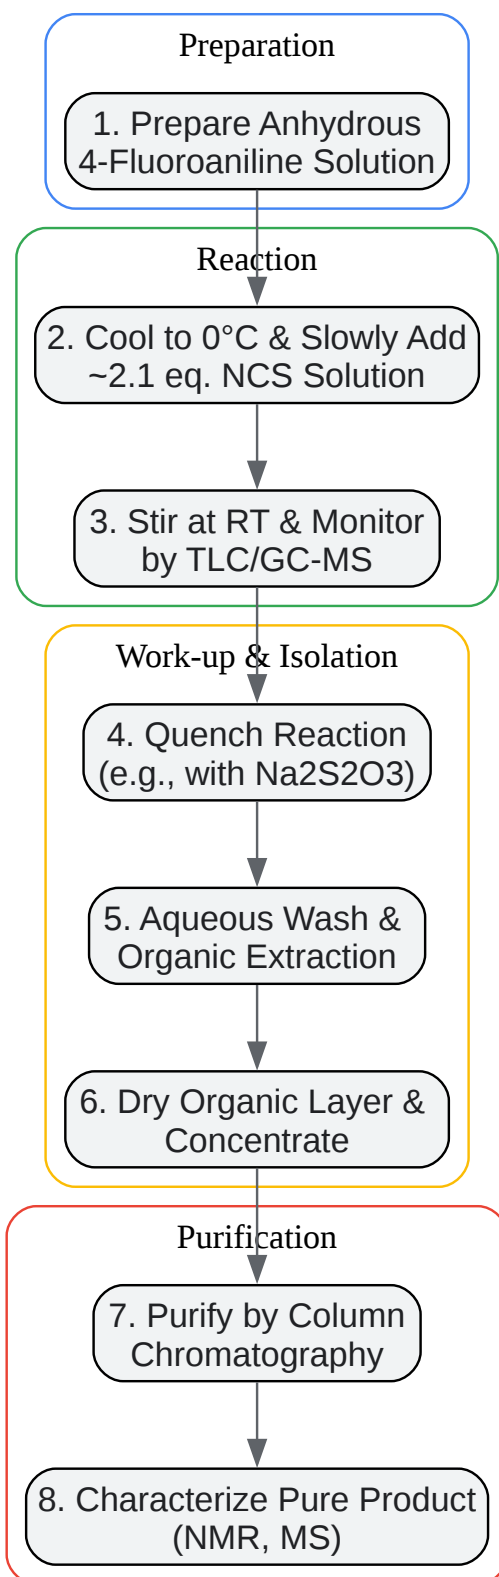 Preparation
1. Prepare Anhydrous
4-Fluoroaniline Solution
Reaction
2. Cool to 0°C & Slowly Add
~2.1 eq. NCS Solution
3. Stir at RT & Monitor
by TLC/GC-MS
Work-up & Isolation
4. Quench Reaction
(e.g., with Na2S2O3)
5. Aqueous Wash &
Organic Extraction
6. Dry Organic Layer &
Concentrate
Purification
7. Purify by Column
Chromatography
8. Characterize Pure Product
(NMR, MS)